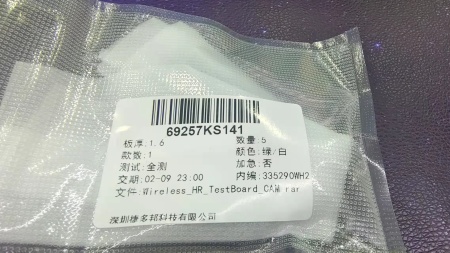 69257KS141
板厚:1.6 数量:5
款数:1 颜色:绿/白
测试:全测 加急:否
交期:02-09 23:00 内编:335290WH2
文件:Wireless_HR_TestBoard_CAM rar
深圳捷多邦科技有限公司